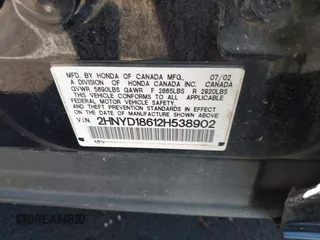 MFD. BY HONDA OF CANADA MFG. 07/02
A DIVISION OF HONDA CANADA INC. CANADA
GVWR 5690LBS GAWR F 2865LBS R 2920LBS
THIS VEHICLE CONFORMS TO ALL APPLICABLE
FEDERAL MOTOR VEHICLE SAFETY, BUMPER,
AND THEFT PREVENTION STANDARDS IN EFFECT
ON THE DATE OF MANUFACTURE SHOWN ABOVE.
V.I.N. 2HNYD18612H538902
MPV
DREAMBID